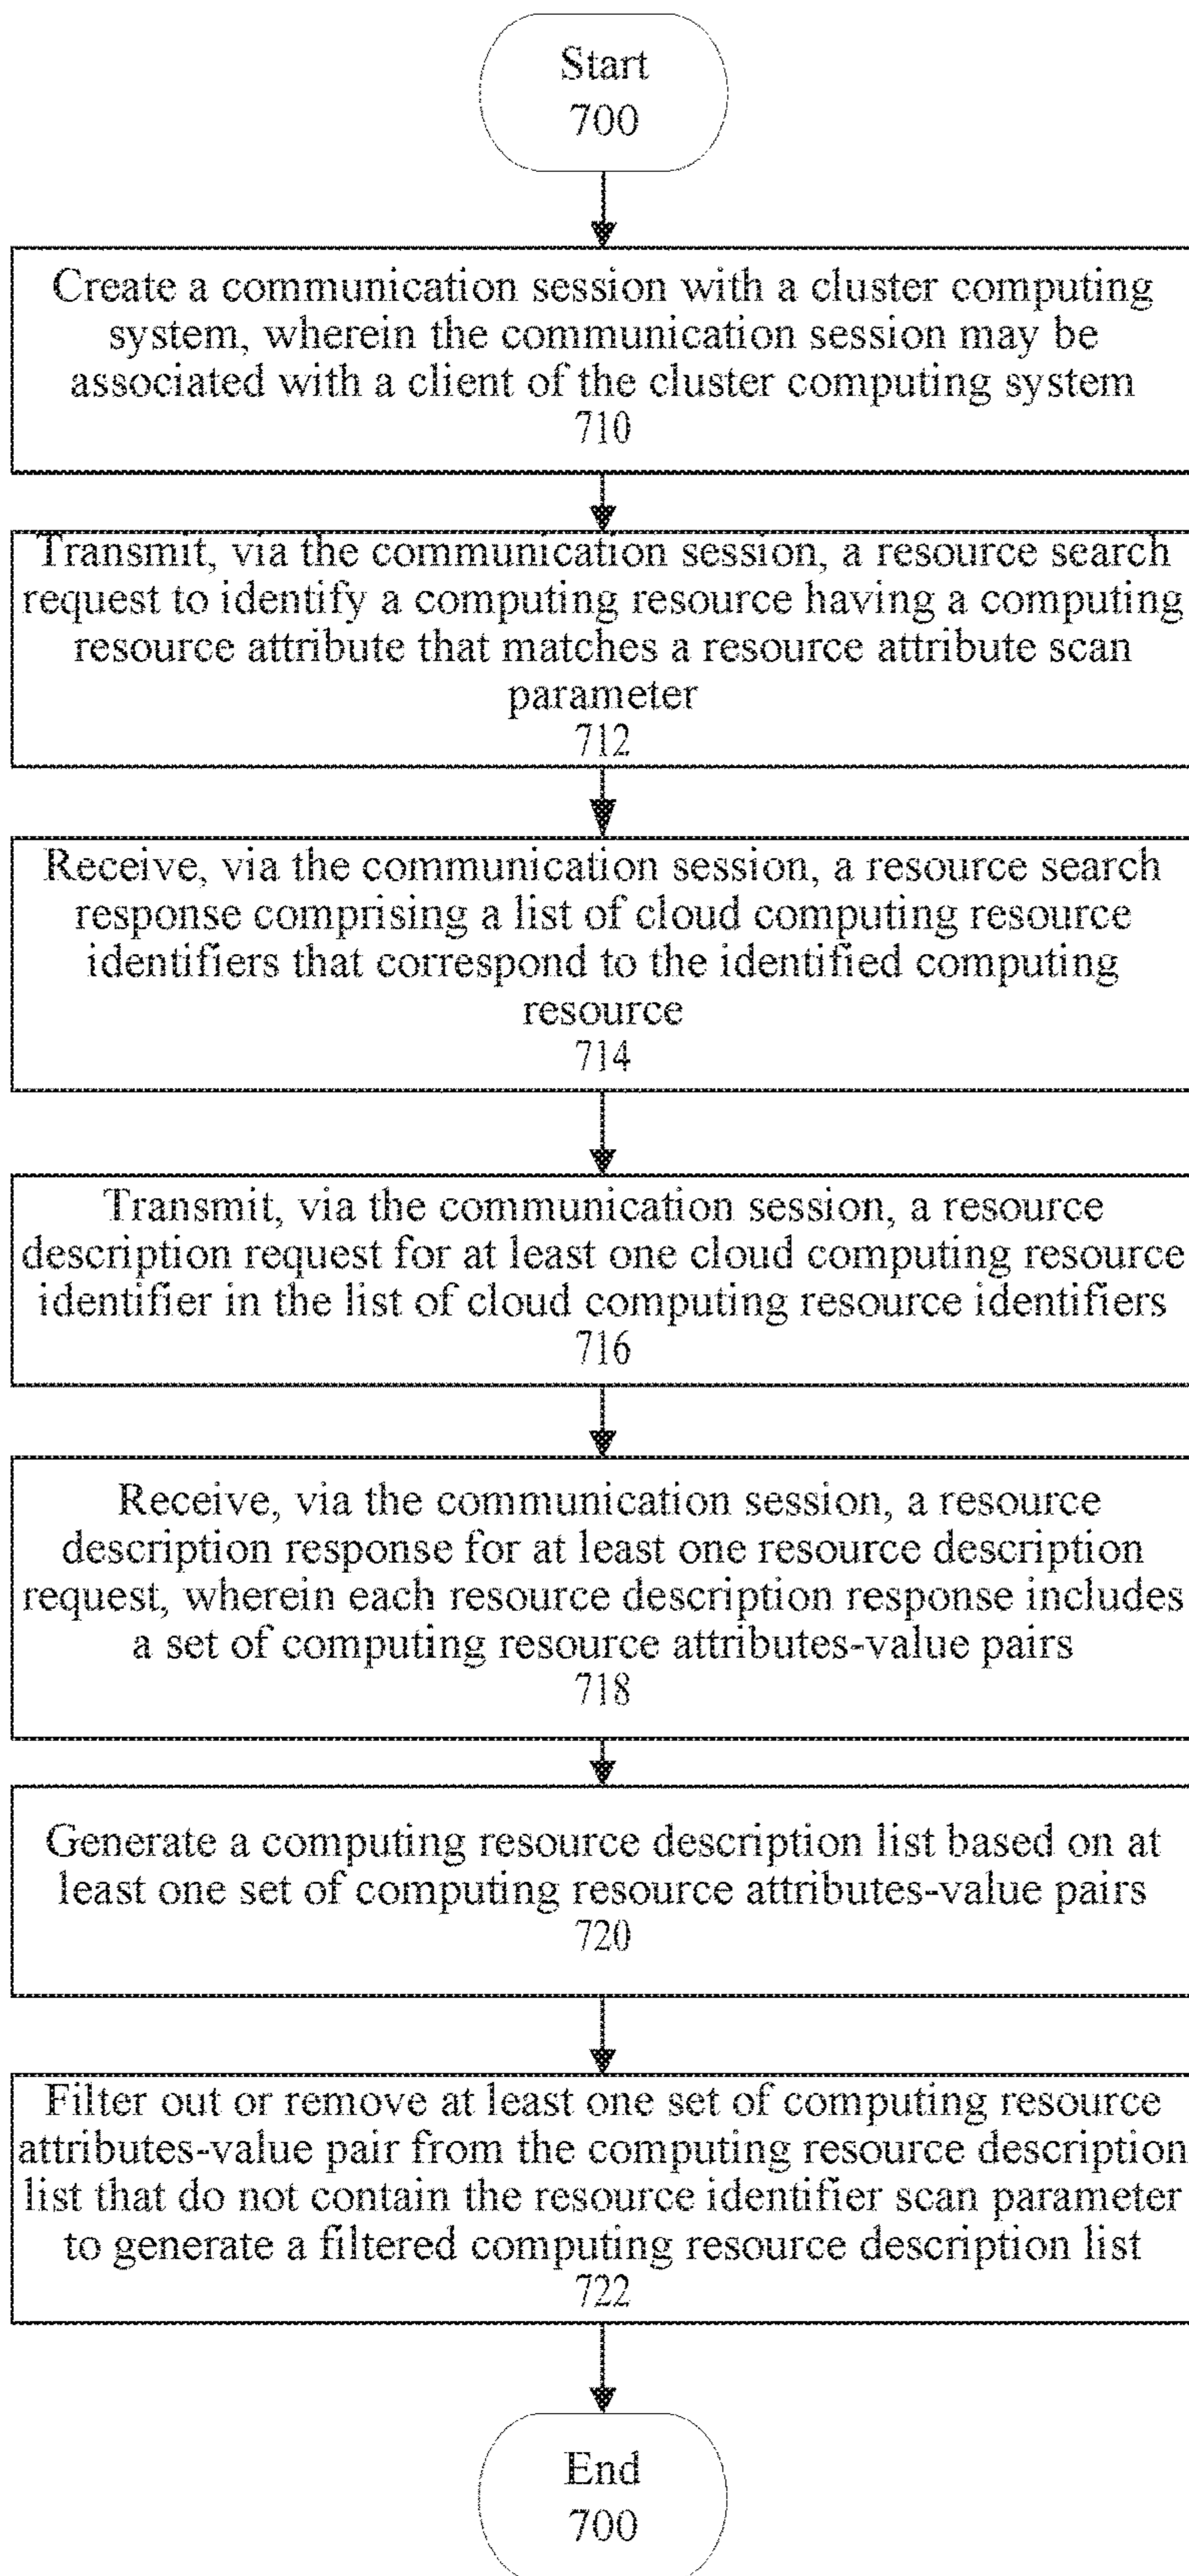 Start
700
Create a communication session with a cluster computing
system, wherein the communication session may be
associated with a client of the cluster computing system
710
Transmit, via the communication session, a resource search
request to identify a computing resource having a computing
resource attribute that matches a resource attribute scan
parameter
712
Receive, via the communication session, a resource search
response comprising a list of cloud computing resource
identifiers that correspond to the identified computing
resource
714
Transmit, via the communication session, a resource
description request for at least one cloud computing resource
identifier in the list of cloud computing resource identifiers
716
Receive, via the communication session, a resource
description response for at least one resource description
request, wherein each resource description response includes
a set of computing resource attributes-value pairs
718
Generate a computing resource description list based on at
least one set of computing resource attributes-value pairs
720
Filter out or remove at least one set of computing resource
attributes-value pair from the computing resource description
list that do not contain the resource identifier scan parameter
to generate a filtered computing resource description list
722
End
700